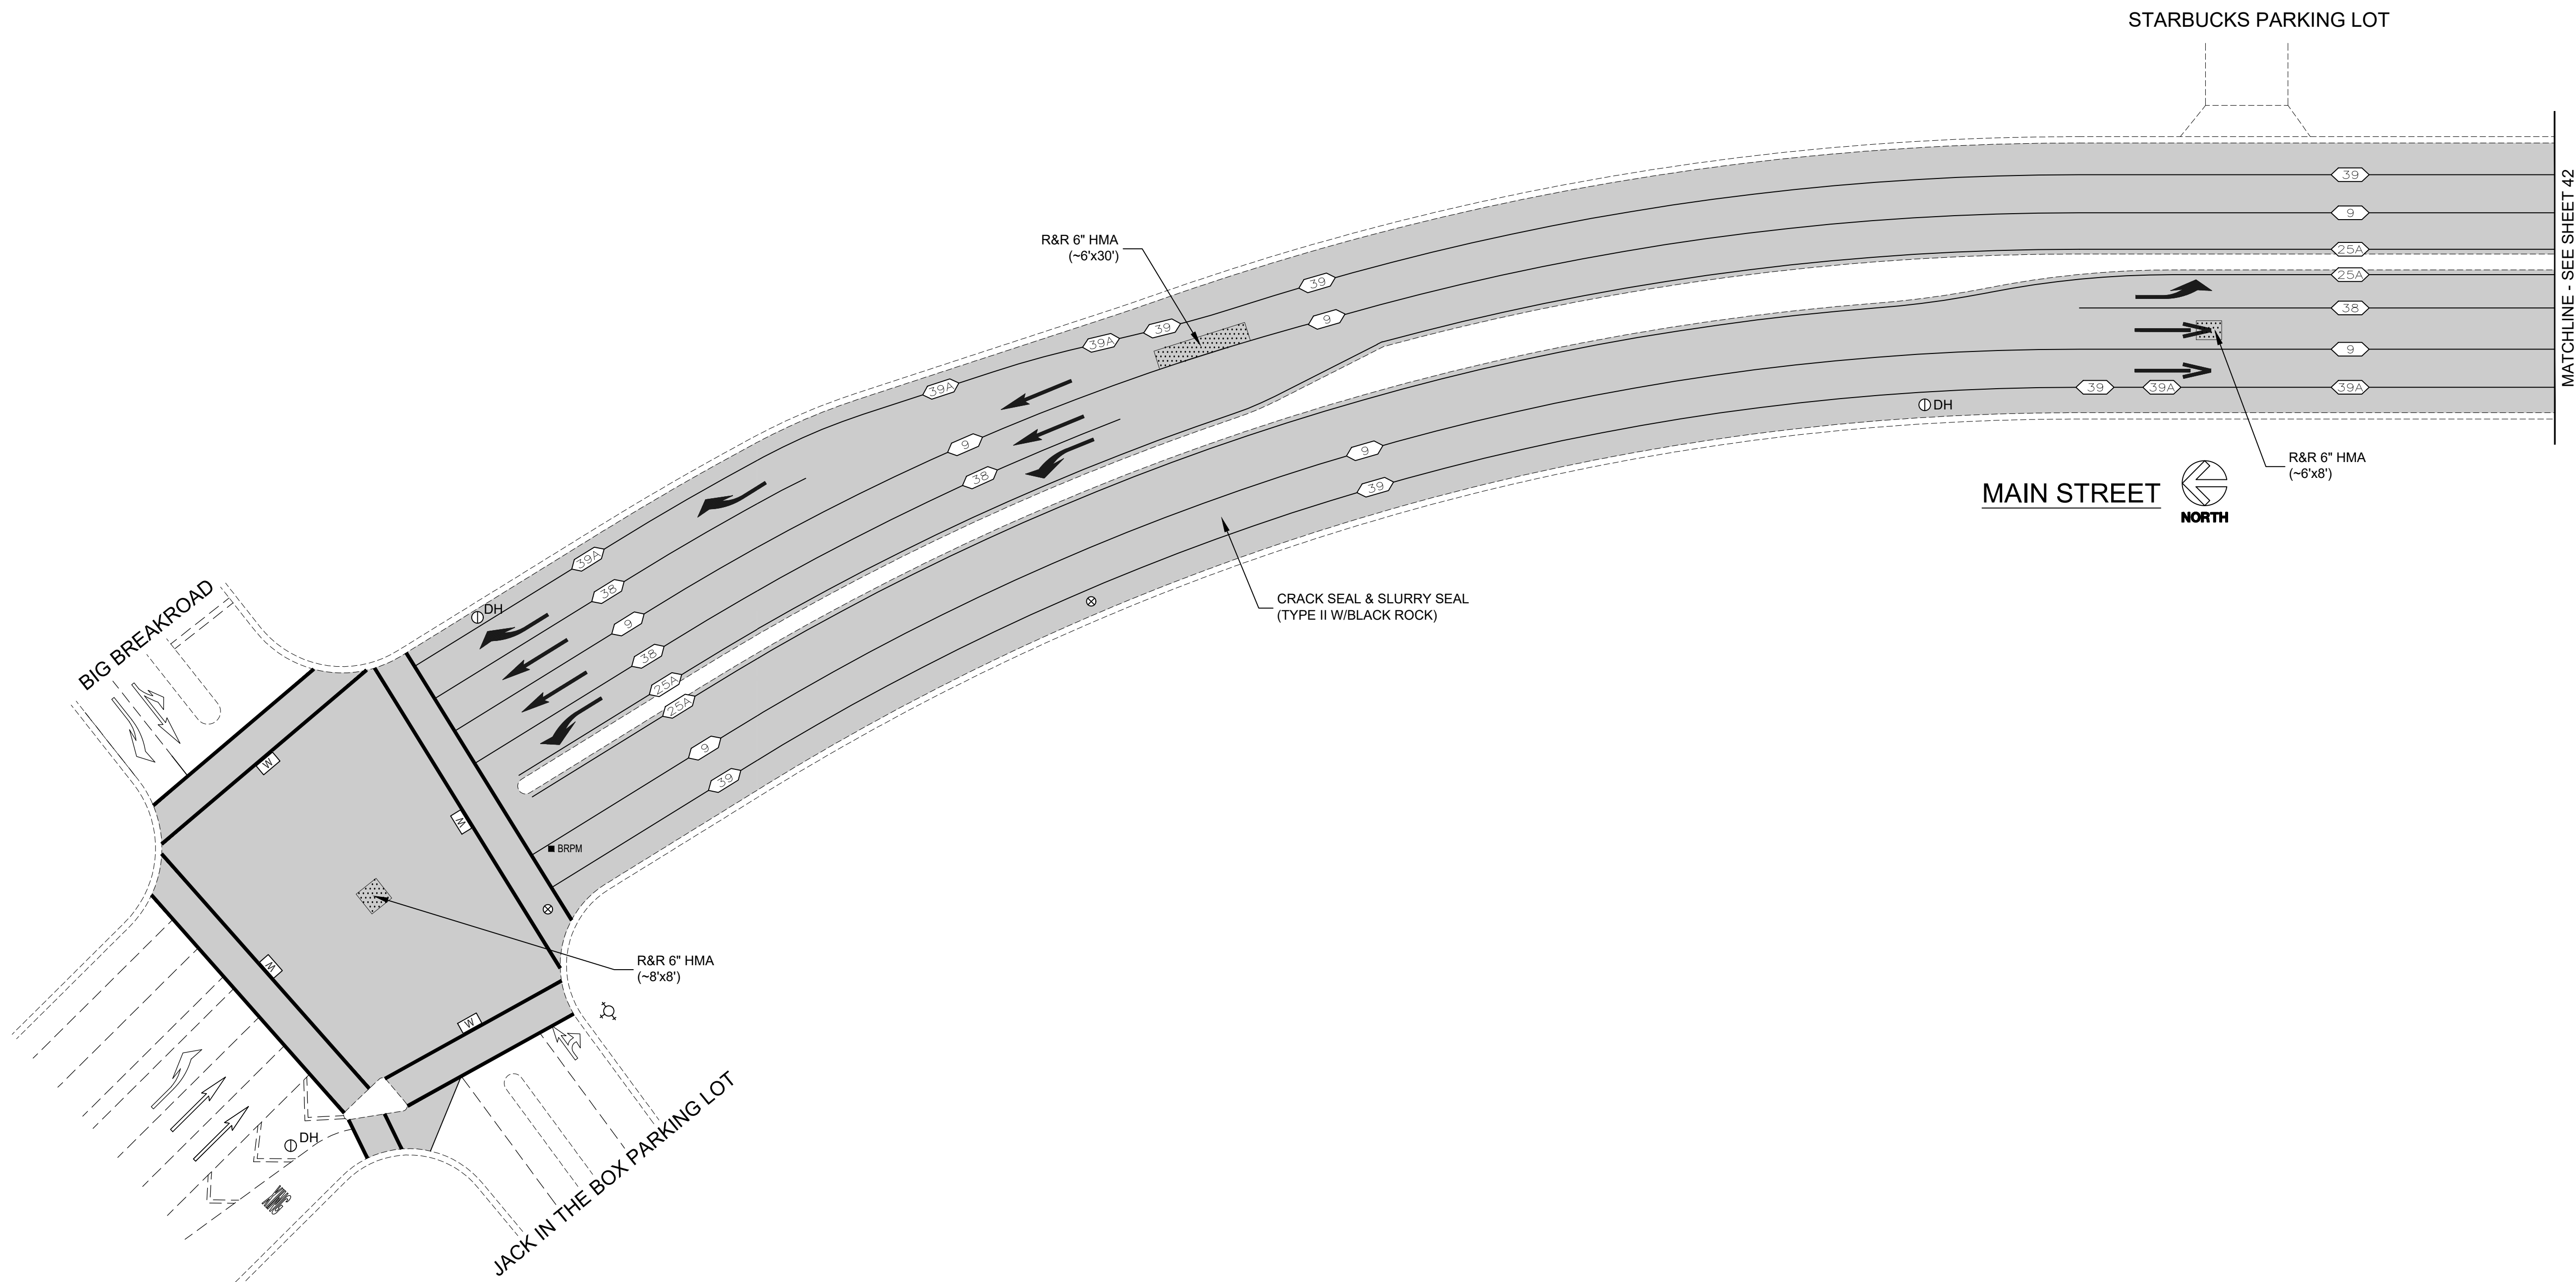 STARBUCKS PARKING LOT
MATCHLINE - SEE SHEET 42
39
9
25A
25A
38
9
39
39A
39A
DH
R&R 6" HMA
(~6'x30')
39
9
39
39A
39A
9
38
9
39
R&R 6" HMA
(~6'x8')
MAIN STREET
NORTH
CRACK SEAL & SLURRY SEAL
(TYPE II W/BLACK ROCK)
39A
38
9
38
25A
25A
9
39
DH
BIG BREAKROAD
W
W
W
W
BRPM
R&R 6" HMA
(~8'x8')
DH
JACK IN THE BOX PARKING LOT